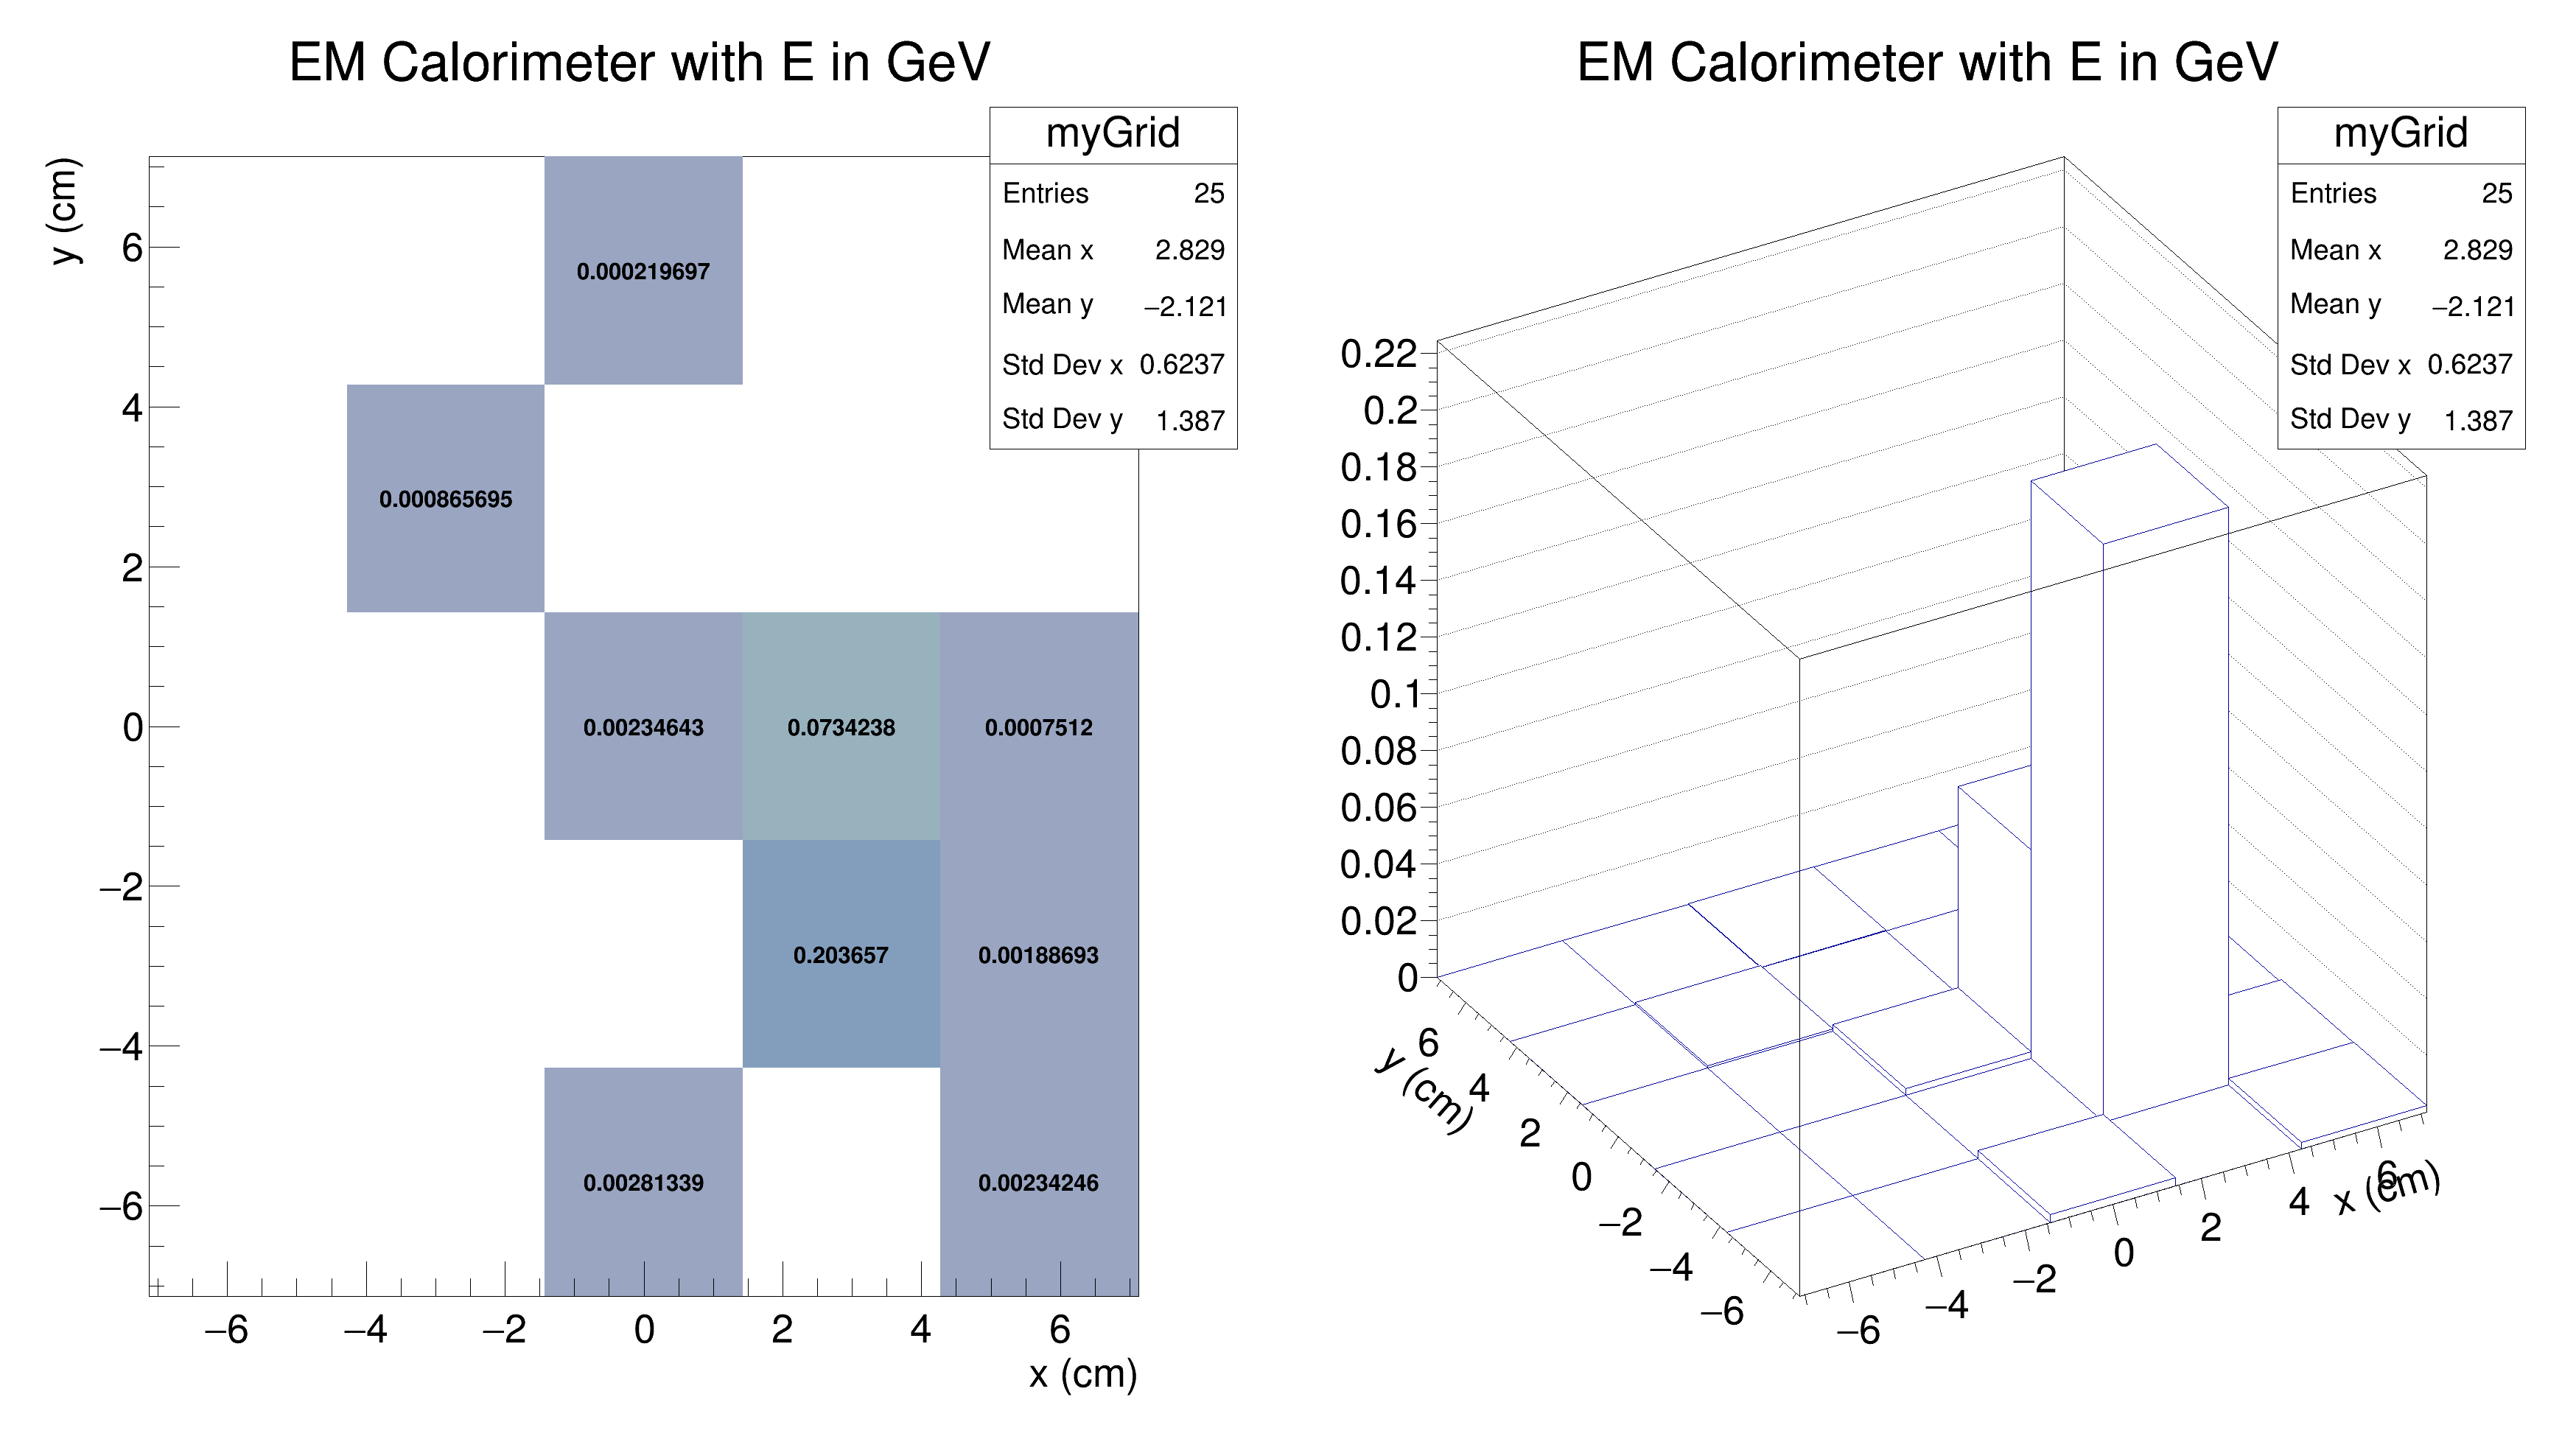 EM Calorimeter with E in GeV
myGrid
Entries 25
Mean x 2.829
Mean y −2.121
Std Dev x 0.6237
Std Dev y 1.387
y (cm)
6
4
2
0
−2
−4
−6
0.000219697
0.000865695
0.00234643 0.0734238 0.0007512
0.203657 0.00188693
0.00281339 0.00234246
−6 −4 −2 0 2 4 6
x (cm)
EM Calorimeter with E in GeV
myGrid
Entries 25
Mean x 2.829
Mean y −2.121
Std Dev x 0.6237
Std Dev y 1.387
0.22
0.2
0.18
0.16
0.14
0.12
0.1
0.08
0.06
0.04
0.02
0
y (cm)
6
4
2
0
−2
−4
−6
−6 −4 −2 0 2 4 6
x (cm)